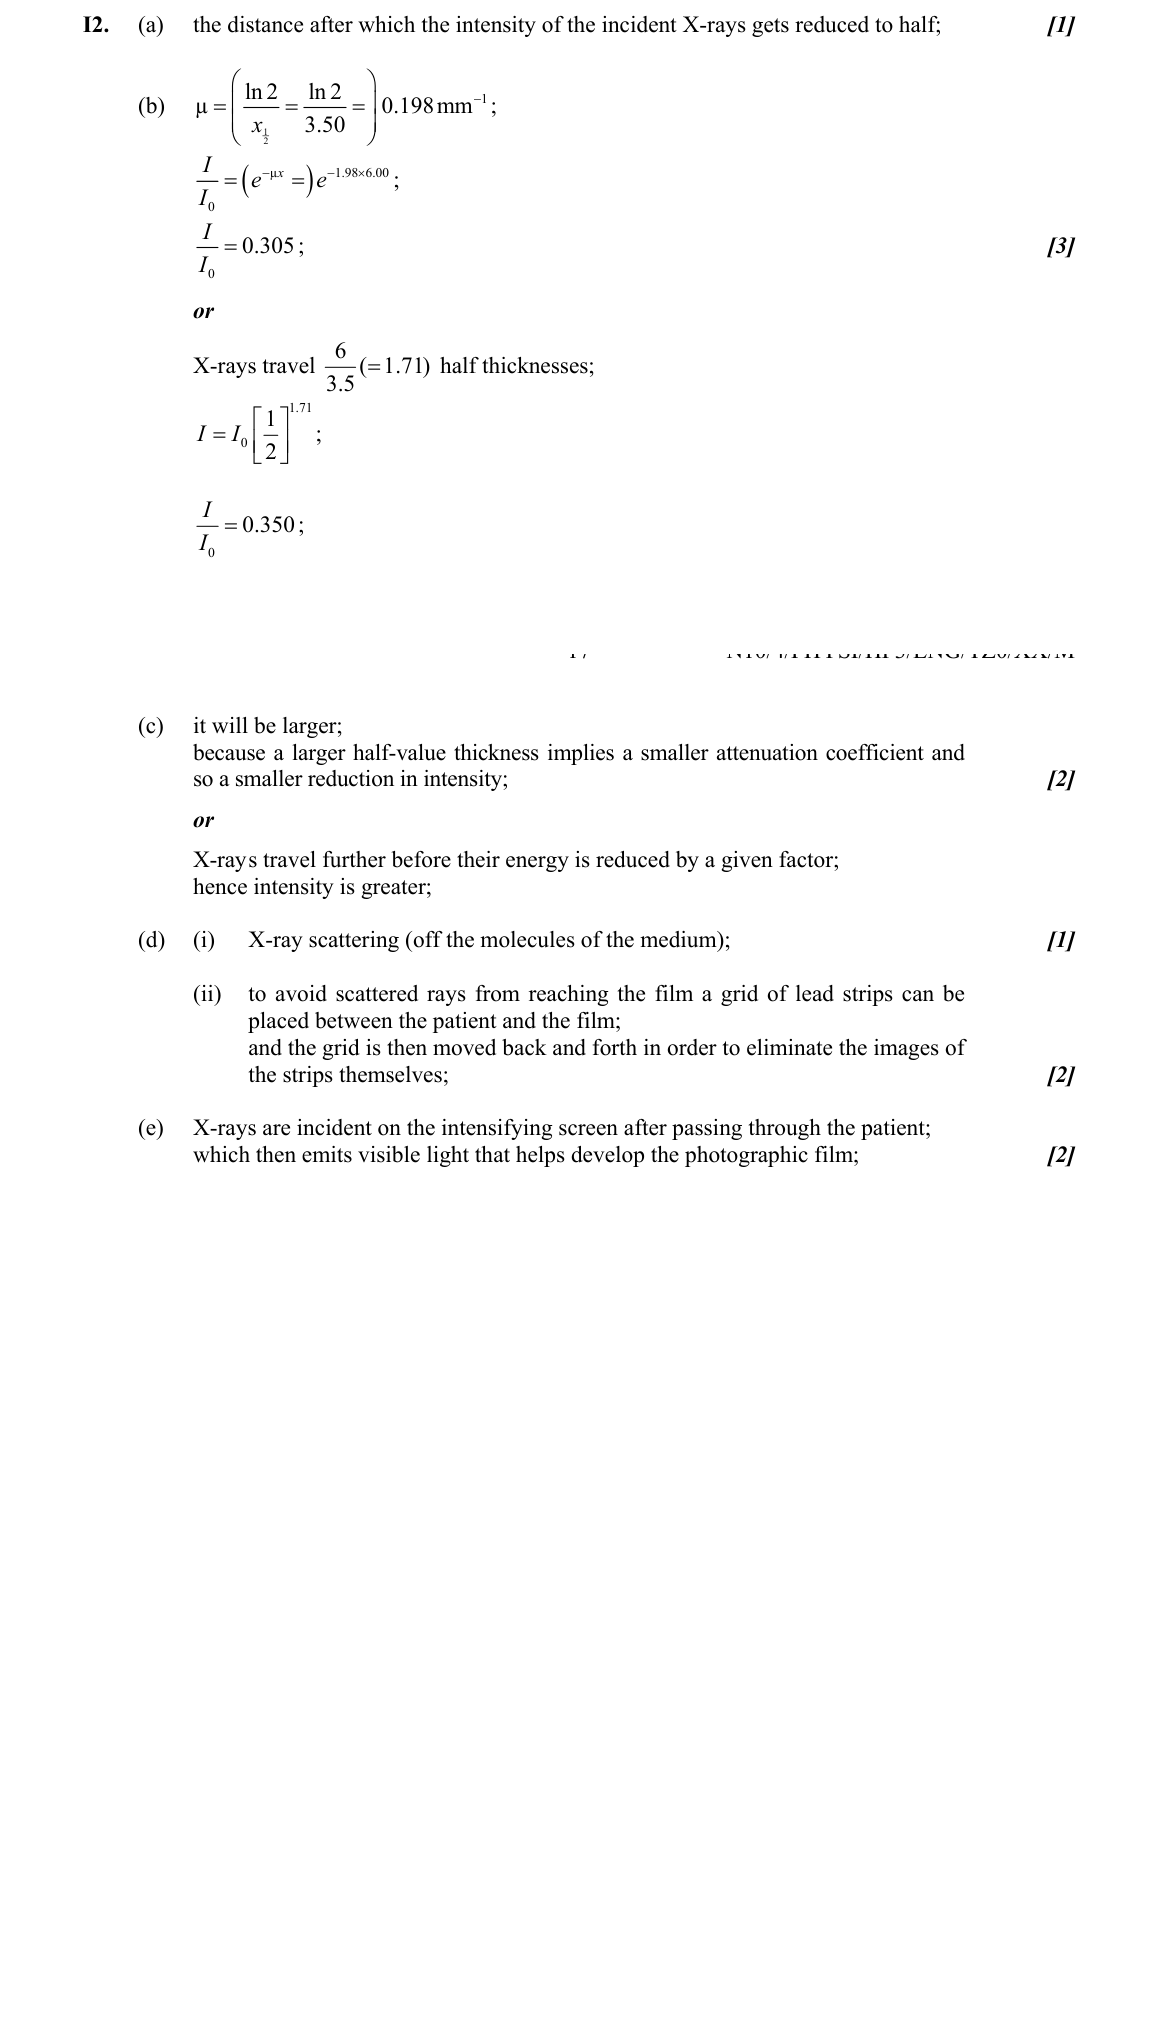 I2. (a) the distance after which the intensity of the incident X-rays gets reduced to half; [1]
(b) μ = ( ln 2 / x_{1/2} = ln 2 / 3.50 = ) 0.198 mm⁻¹ ;
I / I₀ = (e^{−μx} =) e^{−1.98×6.00} ;
I / I₀ = 0.305 ; [3]
or
X-rays travel 6 / 3.5 (= 1.71) half thicknesses;
I = I₀ [1 / 2]^{1.71} ;
I / I₀ = 0.350 ;
(c) it will be larger;
because a larger half-value thickness implies a smaller attenuation coefficient and
so a smaller reduction in intensity; [2]
or
X-rays travel further before their energy is reduced by a given factor;
hence intensity is greater;
(d) (i) X-ray scattering (off the molecules of the medium); [1]
(ii) to avoid scattered rays from reaching the film a grid of lead strips can be
placed between the patient and the film;
and the grid is then moved back and forth in order to eliminate the images of
the strips themselves; [2]
(e) X-rays are incident on the intensifying screen after passing through the patient;
which then emits visible light that helps develop the photographic film; [2]